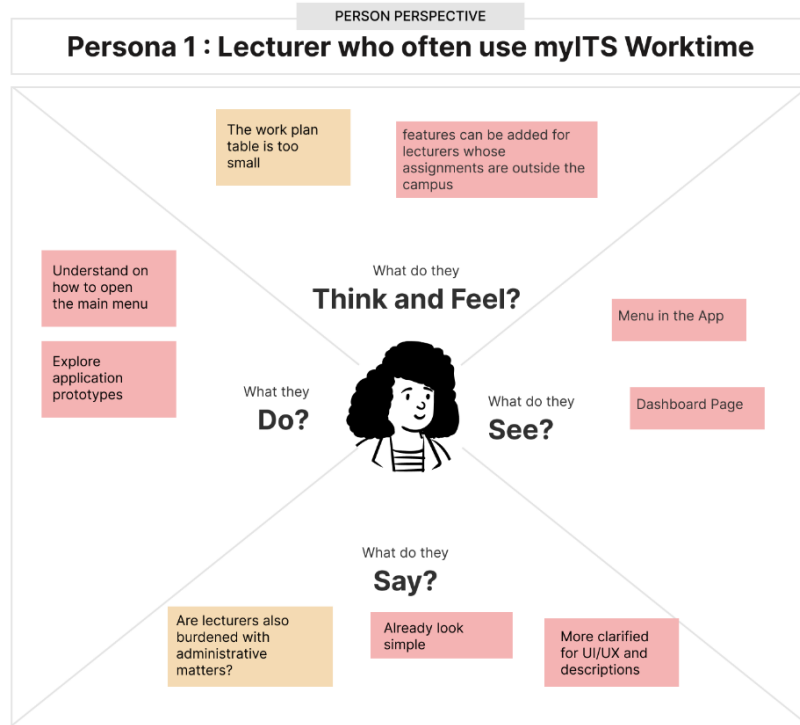 PERSON PERSPECTIVE
Persona 1 : Lecturer who often use myITS Worktime
The work plan
table is too
small
features can be added for
lecturers whose
assignments are outside the
campus
What do they
Think and Feel?
Understand on
how to open
the main menu
Explore
application
prototypes
What they
Do?
What do they
See?
Menu in the App
Dashboard Page
What do they
Say?
Are lecturers also
burdened with
administrative
matters?
Already look
simple
More clarified
for UI/UX and
descriptions